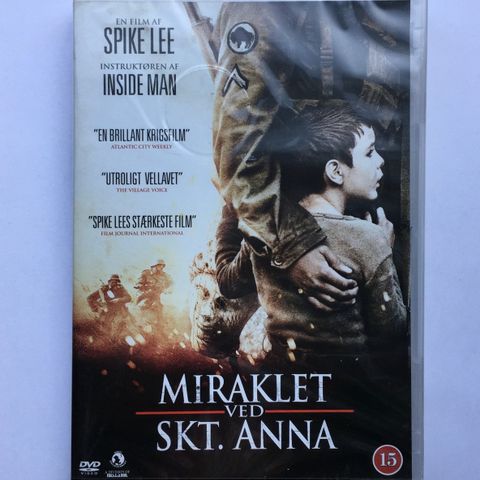 EN FILM AF
SPIKE LEE
INSTRUKTØREN AF
INSIDE MAN
"EN BRILLANT KRIGSFILM"
ATLANTIC CITY WEEKLY
"UTROLIGT VELLAVET"
THE VILLAGE VOICE
"SPIKE LEES STÆRKESTE FILM"
FILM JOURNAL INTERNATIONAL
MIRAKLET
VED
SKT. ANNA
15
DVD
VIDEO